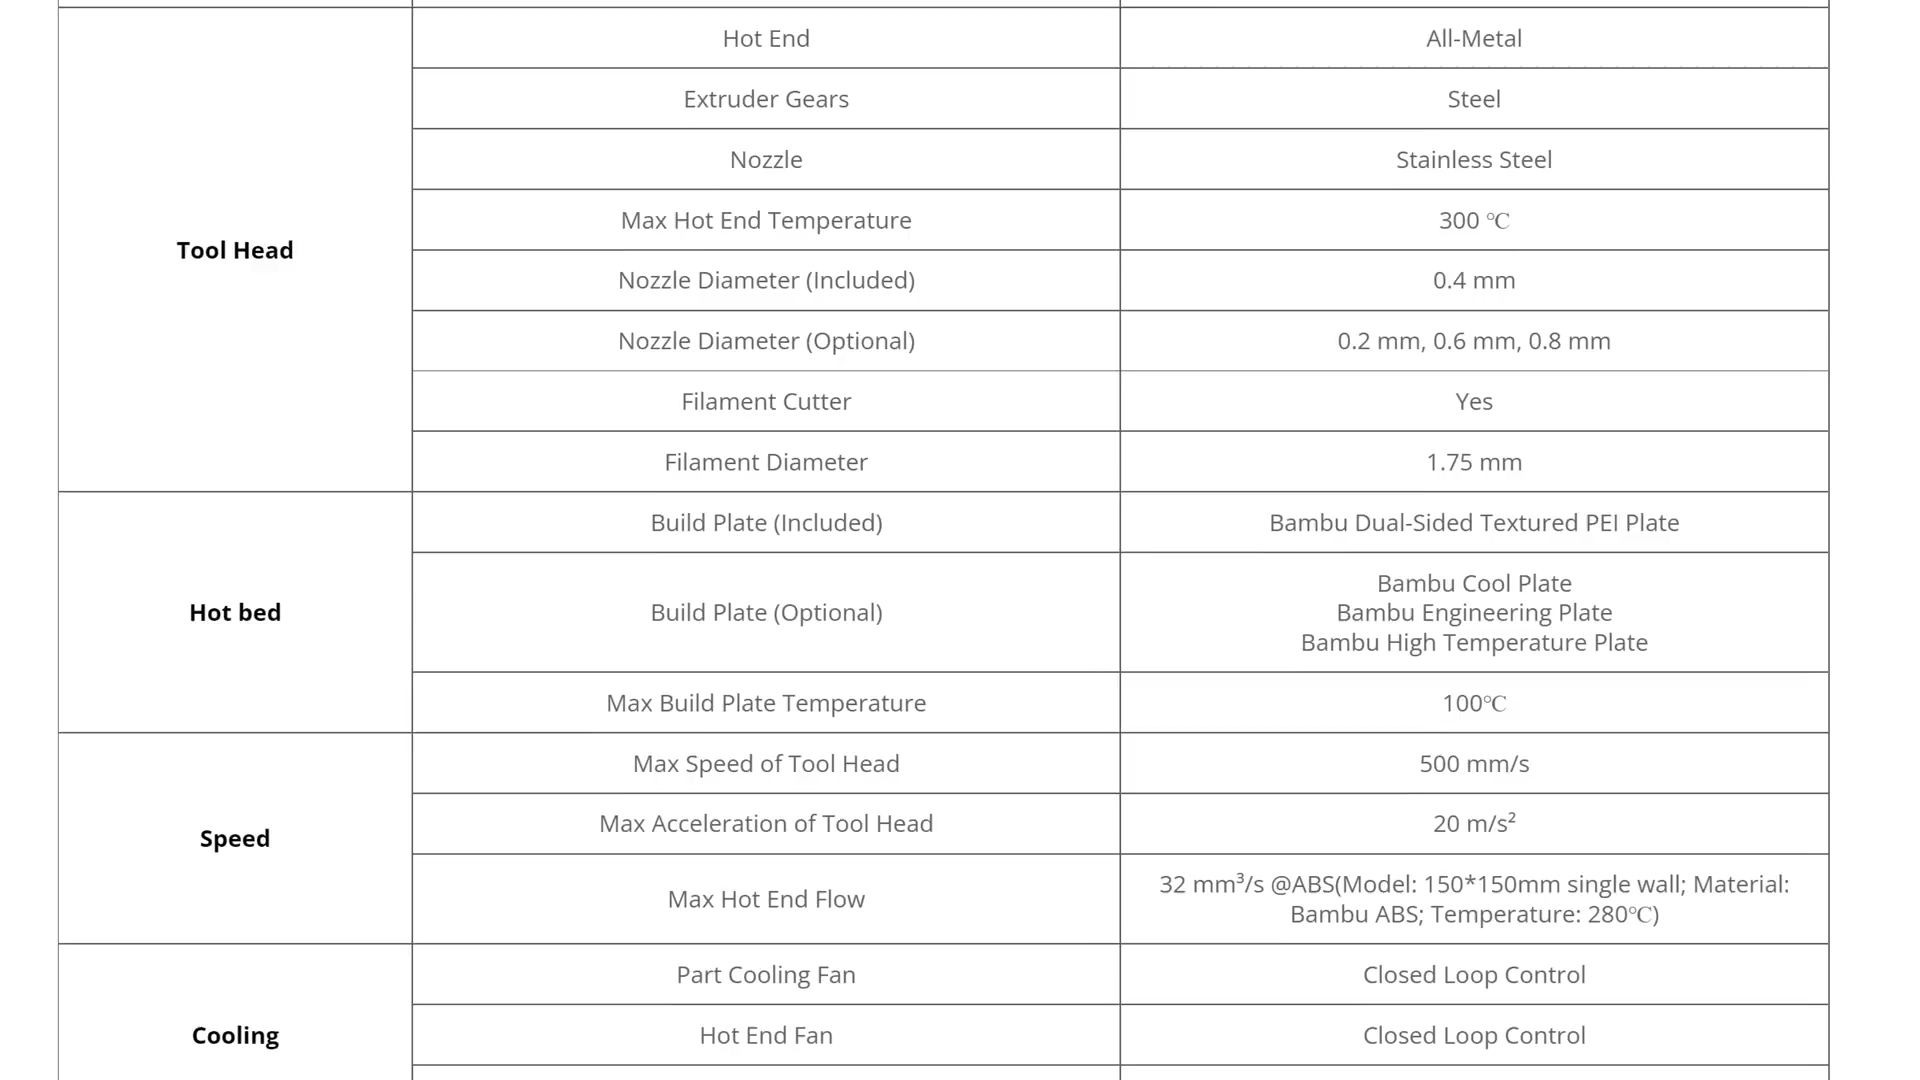 Hot End All-Metal
Extruder Gears Steel
Nozzle Stainless Steel
Max Hot End Temperature 300 ℃
Tool Head
Nozzle Diameter (Included) 0.4 mm
Nozzle Diameter (Optional) 0.2 mm, 0.6 mm, 0.8 mm
Filament Cutter Yes
Filament Diameter 1.75 mm
Build Plate (Included) Bambu Dual-Sided Textured PEI Plate
Bambu Cool Plate
Hot bed Build Plate (Optional) Bambu Engineering Plate
Bambu High Temperature Plate
Max Build Plate Temperature 100℃
Max Speed of Tool Head 500 mm/s
Max Acceleration of Tool Head 20 m/s²
Speed
32 mm³/s @ABS(Model: 150*150mm single wall; Material:
Max Hot End Flow
Bambu ABS; Temperature: 280℃)
Part Cooling Fan Closed Loop Control
Cooling Hot End Fan Closed Loop Control